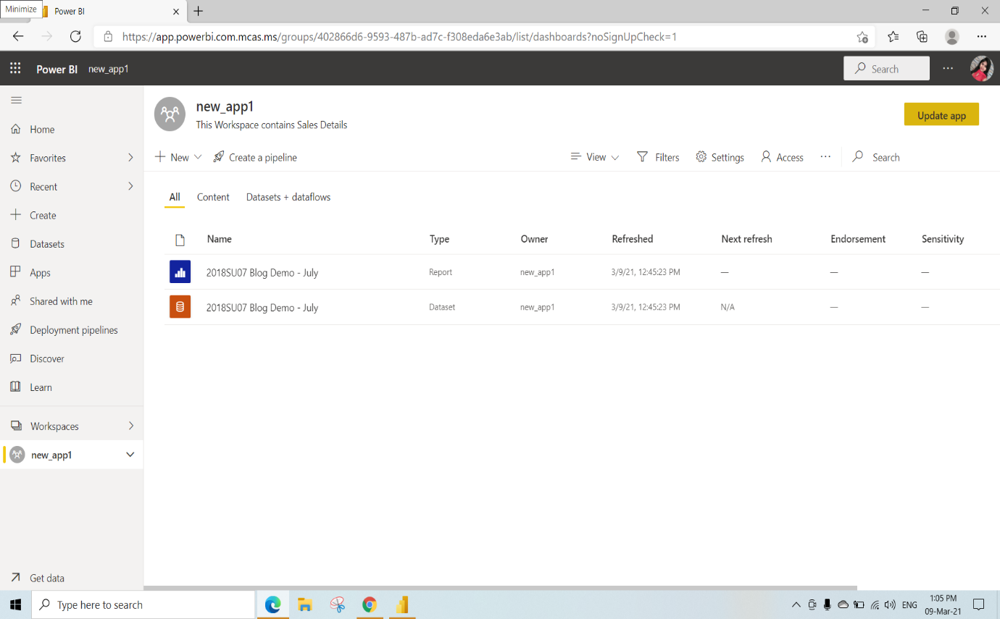 Minimize
Power BI
https://app.powerbi.com.mcas.ms/groups/402866d6-9593-487b-ad7c-f308eda6e3ab/list/dashboards?noSignUpCheck=1
Power BI new_app1 Search
new_app1
This Workspace contains Sales Details
Update app
Home
Favorites
Recent
Create
Datasets
Apps
Shared with me
Deployment pipelines
Discover
Learn
Workspaces
new_app1
Get data
New Create a pipeline View Filters Settings Access Search
All Content Datasets + dataflows
Name Type Owner Refreshed Next refresh Endorsement Sensitivity
2018SU07 Blog Demo - July Report new_app1 3/9/21, 12:45:23 PM — — —
2018SU07 Blog Demo - July Dataset new_app1 3/9/21, 12:45:23 PM N/A — —
Type here to search
ENG
1:05 PM
09-Mar-21